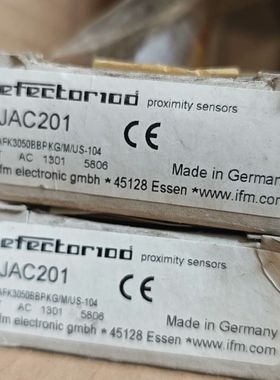 efector100 proximity sensors
JAC201
AFK3050BBPKG/M/US-104
AC 1301 5806
CE
Made in Germany
ifm electronic gmbh * 45128 Essen * www.ifm.com
efector100 proximity sensors
JAC201
AFK3050BBPKG/M/US-104
AC 1301 5806
CE
Made in Germany
ifm electronic gmbh * 45128 Essen * www.ifm.com